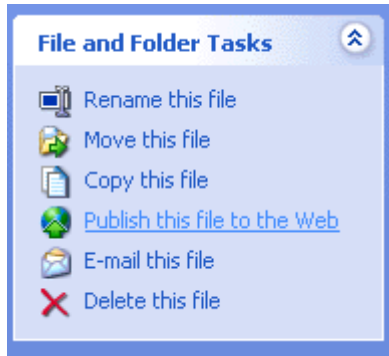 File and Folder Tasks
Rename this file
Move this file
Copy this file
Publish this file to the Web
E-mail this file
Delete this file